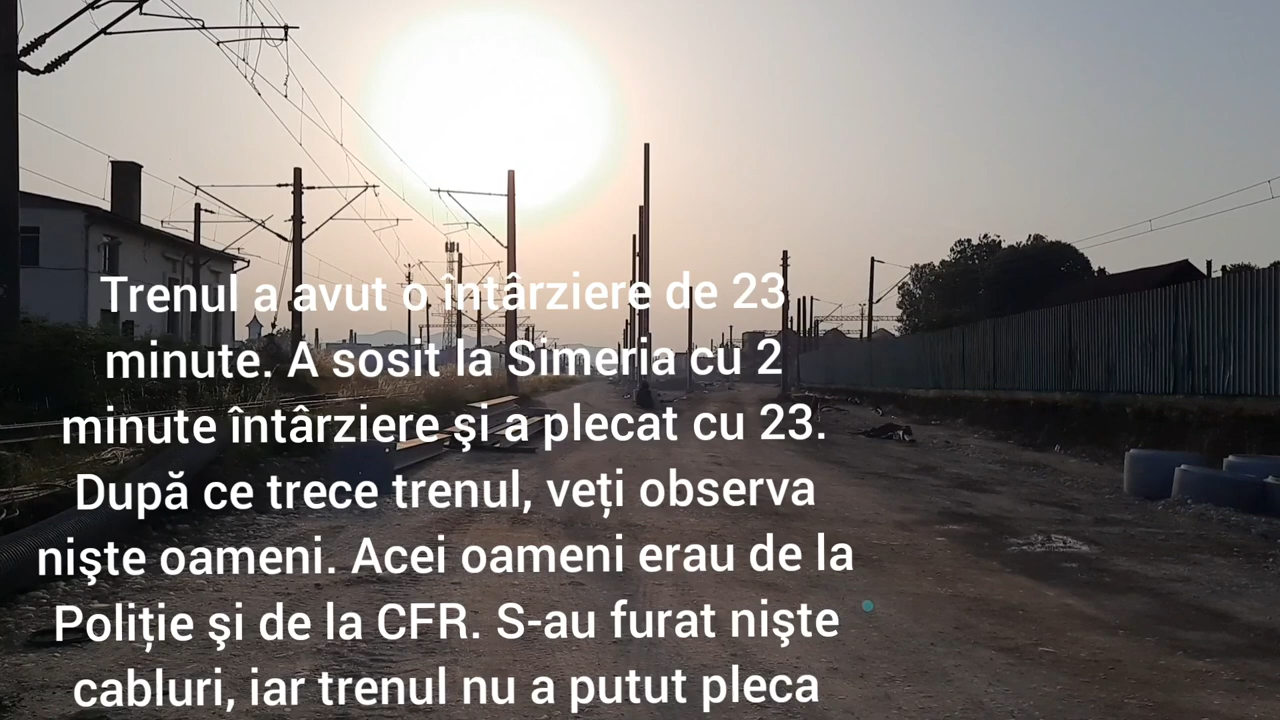 Trenul a avut o întârziere de 23
minute. A sosit la Simeria cu 2
minute întârziere şi a plecat cu 23.
După ce trece trenul, veți observa
nişte oameni. Acei oameni erau de la
Poliție şi de la CFR. S-au furat nişte
cabluri, iar trenul nu a putut pleca